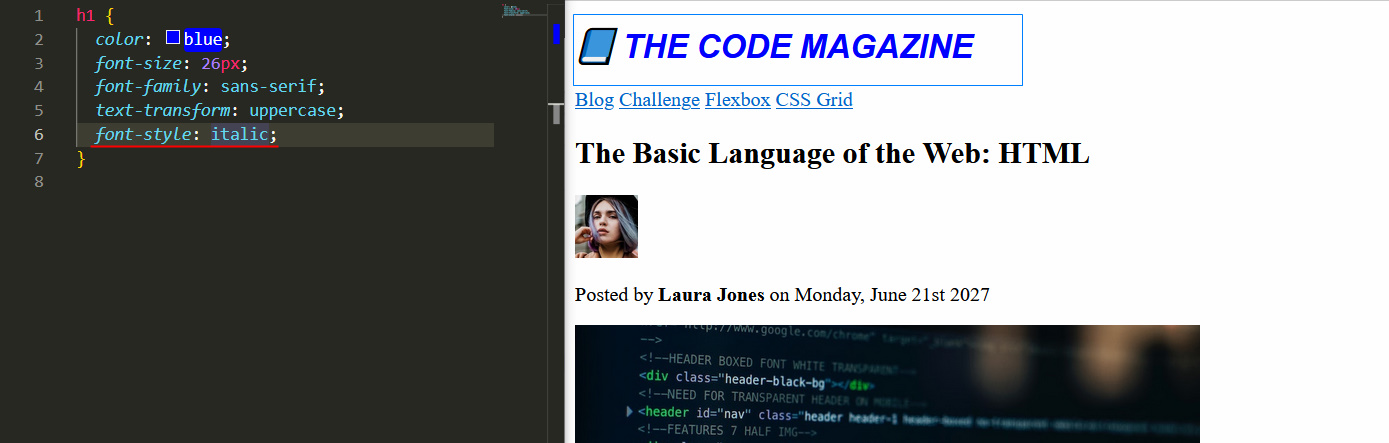 1 h1 {
2 color: blue;
3 font-size: 26px;
4 font-family: sans-serif;
5 text-transform: uppercase;
6 font-style: italic;
7 }
8
THE CODE MAGAZINE
Blog Challenge Flexbox CSS Grid
The Basic Language of the Web: HTML
Posted by Laura Jones on Monday, June 21st 2027
http://www.google.com/chrome" target="_blank"
-->
<!--HEADER BOXED FONT WHITE TRANSPARENT-->
<div class="header-black-bg"></div>
<!--NEED FOR TRANSPARENT HEADER ON MOBILE-->
<header id="nav" class="header header-1
<!--FEATURES 7 HALF IMG-->